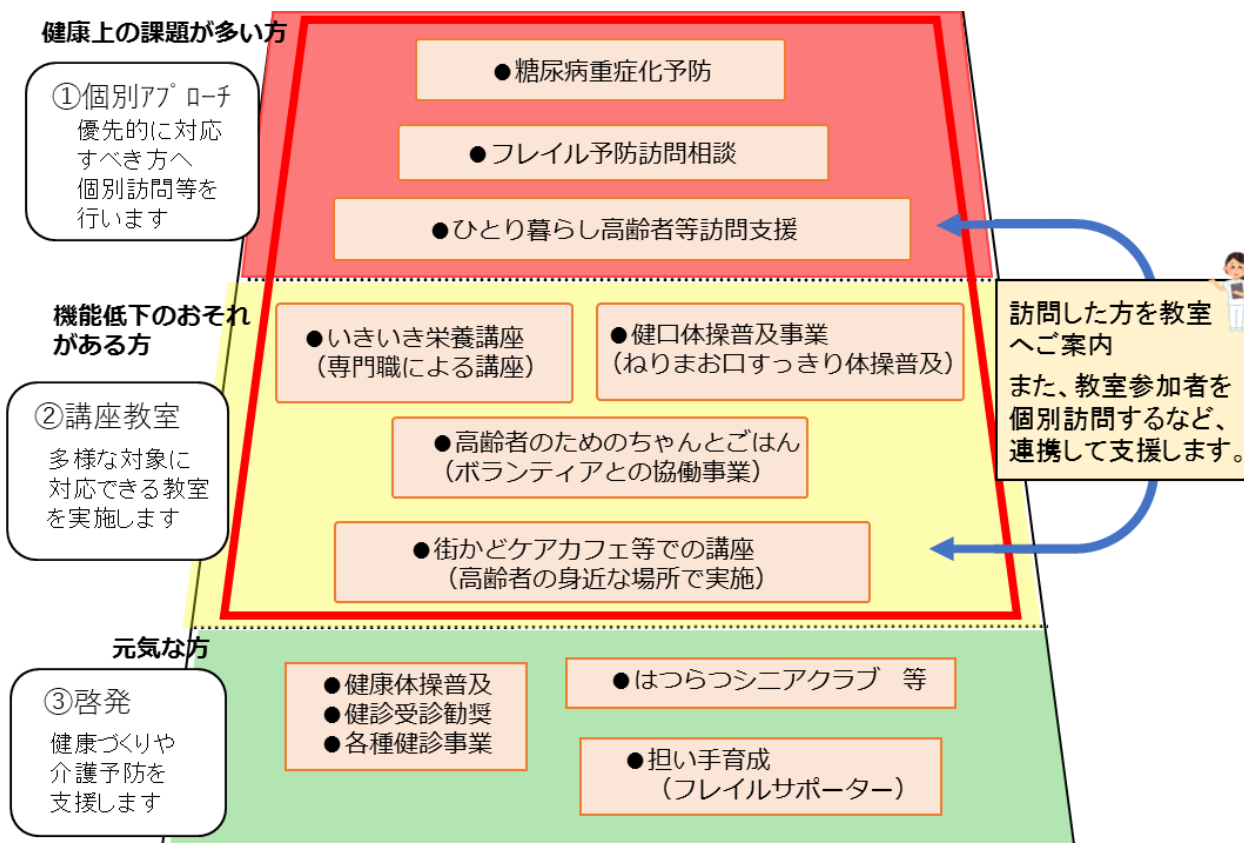 健康上の課題が多い方
①個別ｱﾌﾟﾛｰﾁ
優先的に対応
すべき方へ
個別訪問等を
行います
●糖尿病重症化予防
●フレイル予防訪問相談
●ひとり暮らし高齢者等訪問支援
機能低下のおそれ
がある方
②講座教室
多様な対象に
対応できる教室
を実施します
●いきいき栄養講座
(専門職による講座)
●健口体操普及事業
(ねりまお口すっきり体操普及)
●高齢者のためのちゃんとごはん
(ボランティアとの協働事業)
●街かどケアカフェ等での講座
(高齢者の身近な場所で実施)
訪問した方を教室
へご案内
また、教室参加者を
個別訪問するなど、
連携して支援します。
元気な方
③啓発
健康づくりや
介護予防を
支援します
●健康体操普及
●健診受診勧奨
●各種健診事業
●はつらつシニアクラブ　等
●担い手育成
(フレイルサポーター)